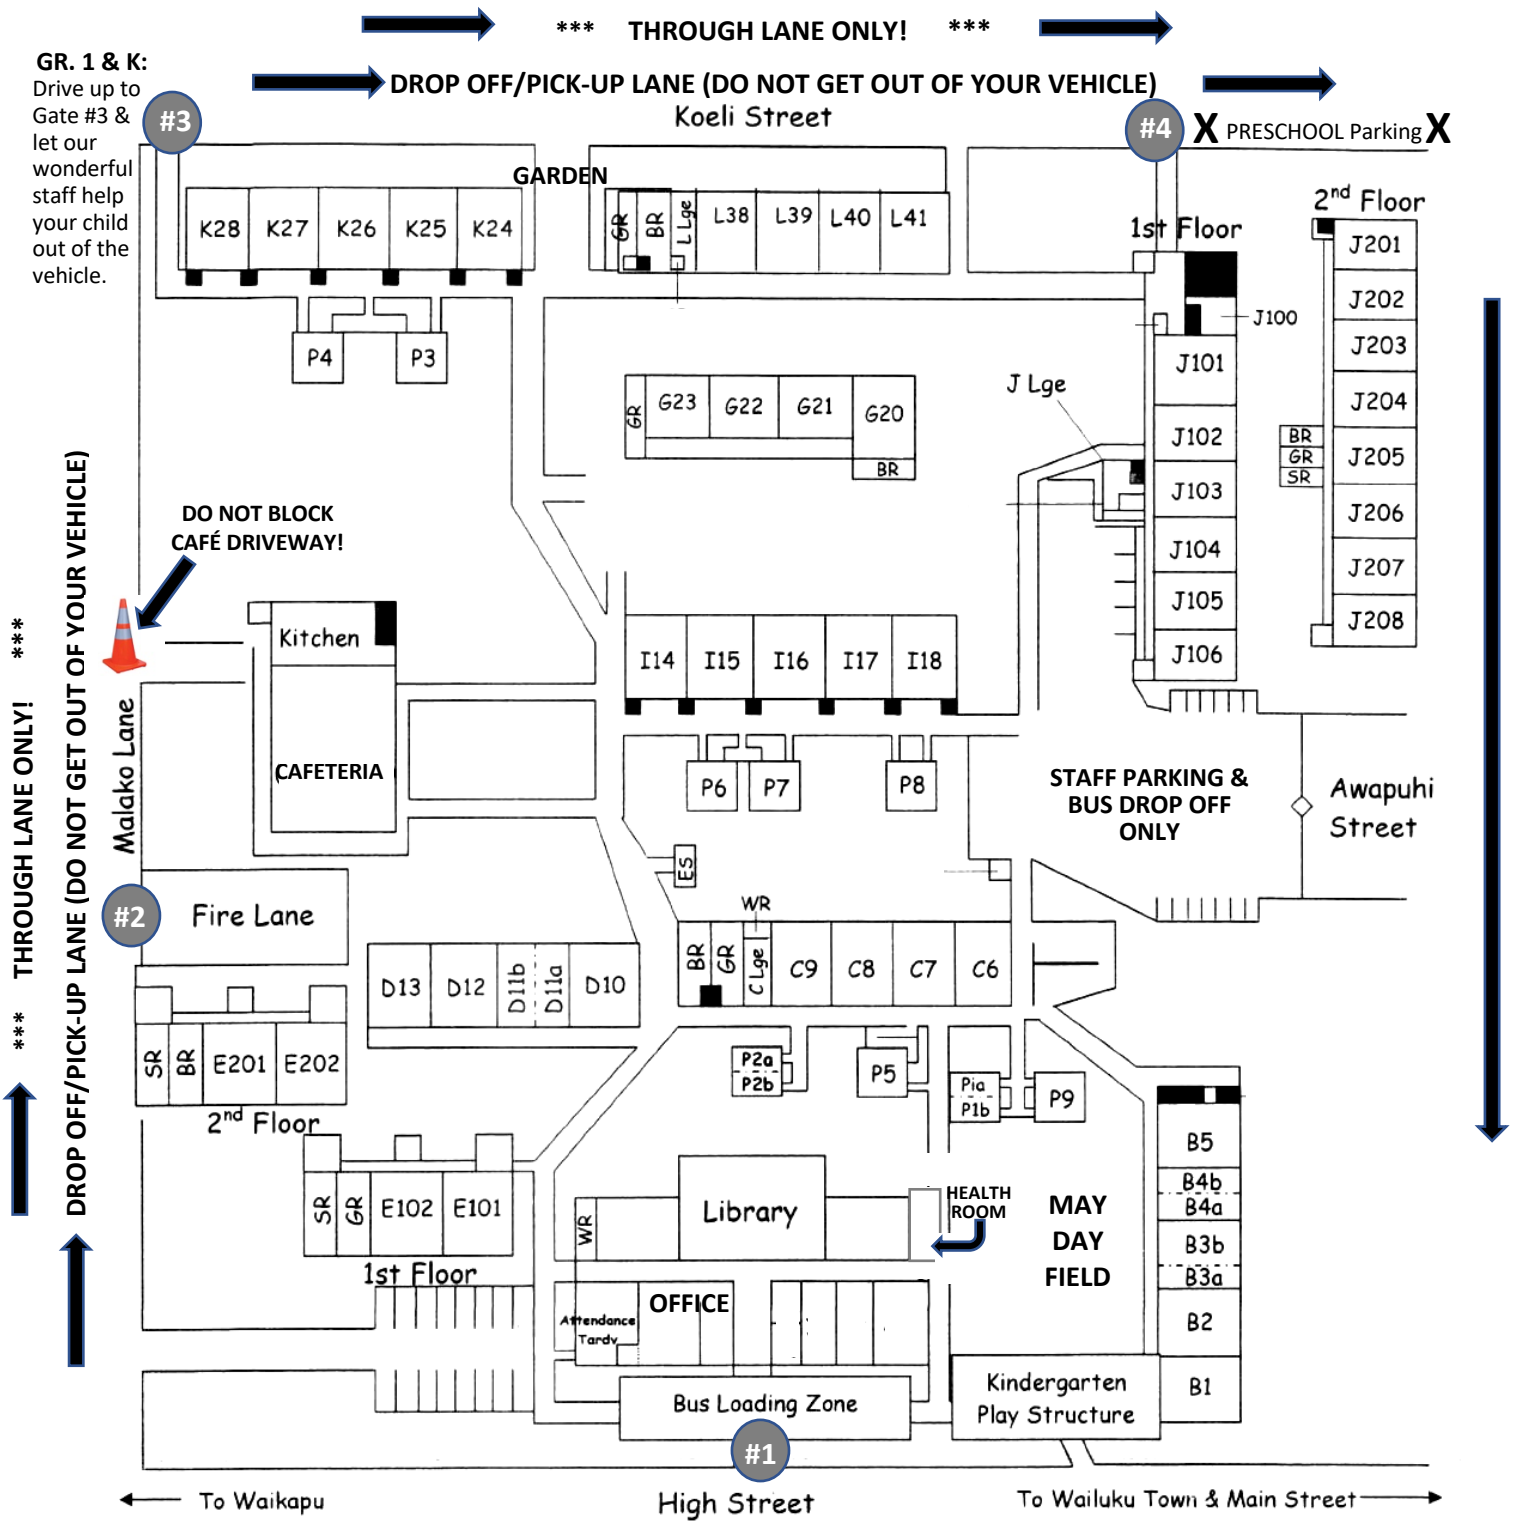 *** THROUGH LANE ONLY! ***
DROP OFF/PICK-UP LANE (DO NOT GET OUT OF YOUR VEHICLE)
Koeli Street
GR. 1 & K:
Drive up to
Gate #3 &
let our
wonderful
staff help
your child
out of the
vehicle.
#3
#4
X PRESCHOOL Parking X
GARDEN
K28 K27 K26 K25 K24
GR BR L Lge L38 L39 L40 L41
1st Floor
2nd Floor
J201
J202
J203
J204
J205
J206
J207
J208
BR
GR
SR
J100
J101
J102
J103
J104
J105
J106
J Lge
P4 P3
GR G23 G22 G21 G20
BR
DO NOT BLOCK
CAFÉ DRIVEWAY!
*** THROUGH LANE ONLY! ***
DROP OFF/PICK-UP LANE (DO NOT GET OUT OF YOUR VEHICLE)
Malako Lane
Kitchen
CAFETERIA
I14 I15 I16 I17 I18
P6 P7 P8
STAFF PARKING &
BUS DROP OFF
ONLY
Awapuhi
Street
ES
#2
Fire Lane
WR
BR GR C Lge C9 C8 C7 C6
D13 D12 D11b D11a D10
SR BR E201 E202
2nd Floor
P2a
P2b
P5
Pia
P1b
P9
SR GR E102 E101
1st Floor
WR
Library
HEALTH
ROOM
MAY
DAY
FIELD
B5
B4b
B4a
B3b
B3a
B2
B1
OFFICE
Attendance
Tardy
Bus Loading Zone
Kindergarten
Play Structure
#1
To Waikapu
High Street
To Wailuku Town & Main Street